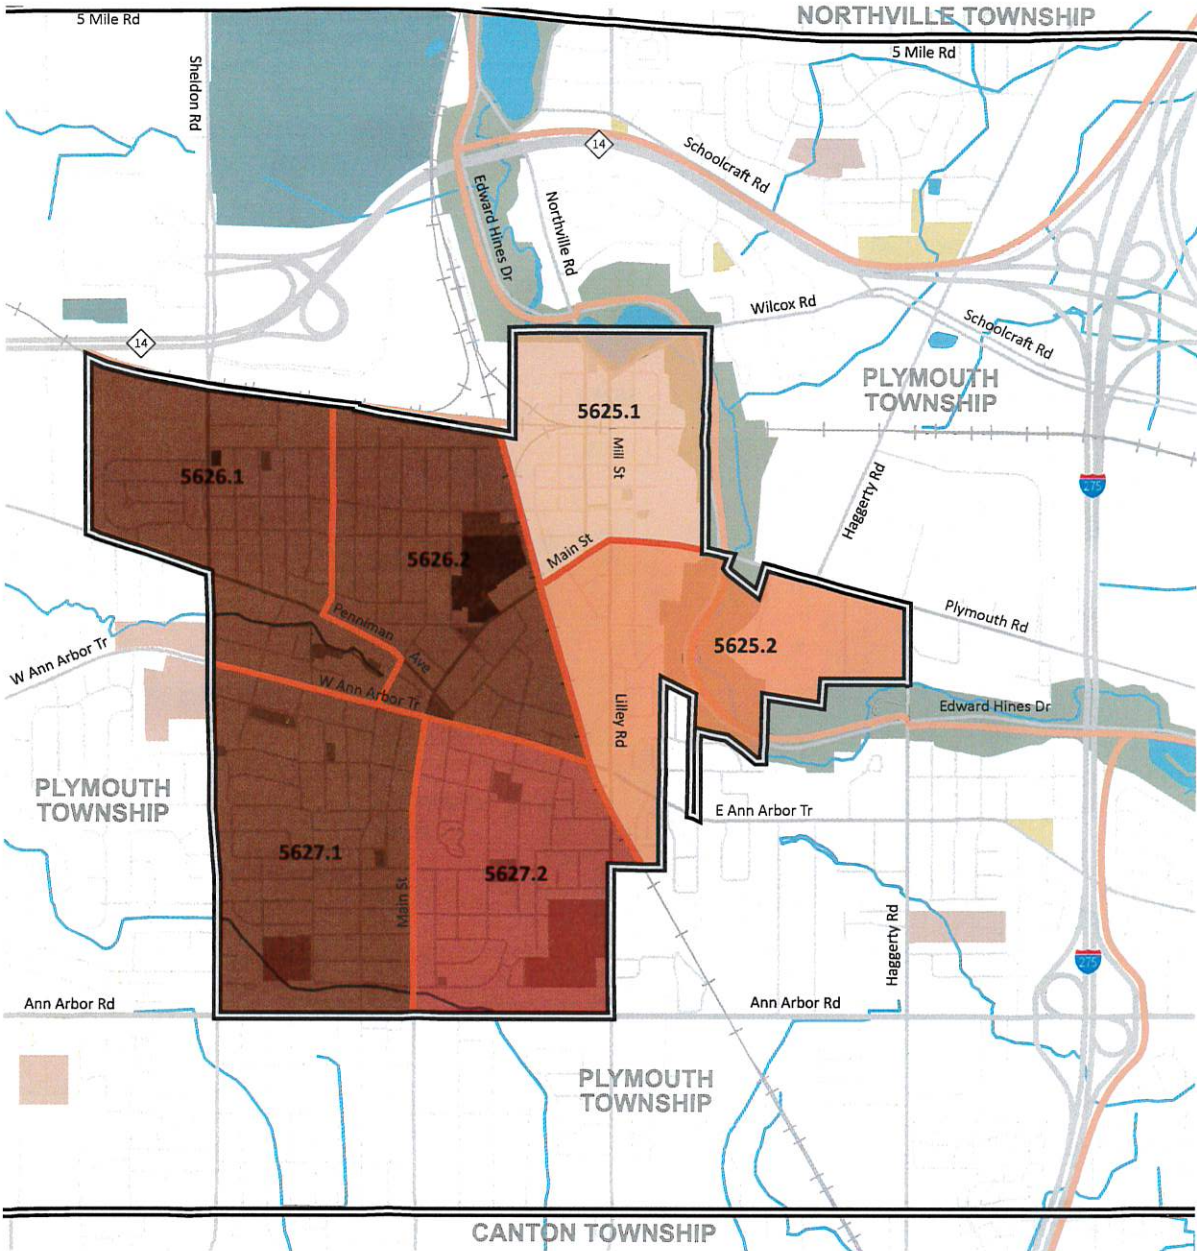 NORTHVILLE TOWNSHIP
5 Mile Rd
5 Mile Rd
Sheldon Rd
14
Schoolcraft Rd
Edward Hines Dr
Northville Rd
Wilcox Rd
Schoolcraft Rd
14
PLYMOUTH
TOWNSHIP
5625.1
Mill St
5626.1
Haggerty Rd
275
5626.2
Main St
Penniman
Ave
Plymouth Rd
W Ann Arbor Tr
5625.2
W Ann Arbor Tr
Lilley Rd
Edward Hines Dr
PLYMOUTH
TOWNSHIP
E Ann Arbor Tr
5627.1
5627.2
Main St
Haggerty Rd
275
Ann Arbor Rd
Ann Arbor Rd
PLYMOUTH
TOWNSHIP
CANTON TOWNSHIP